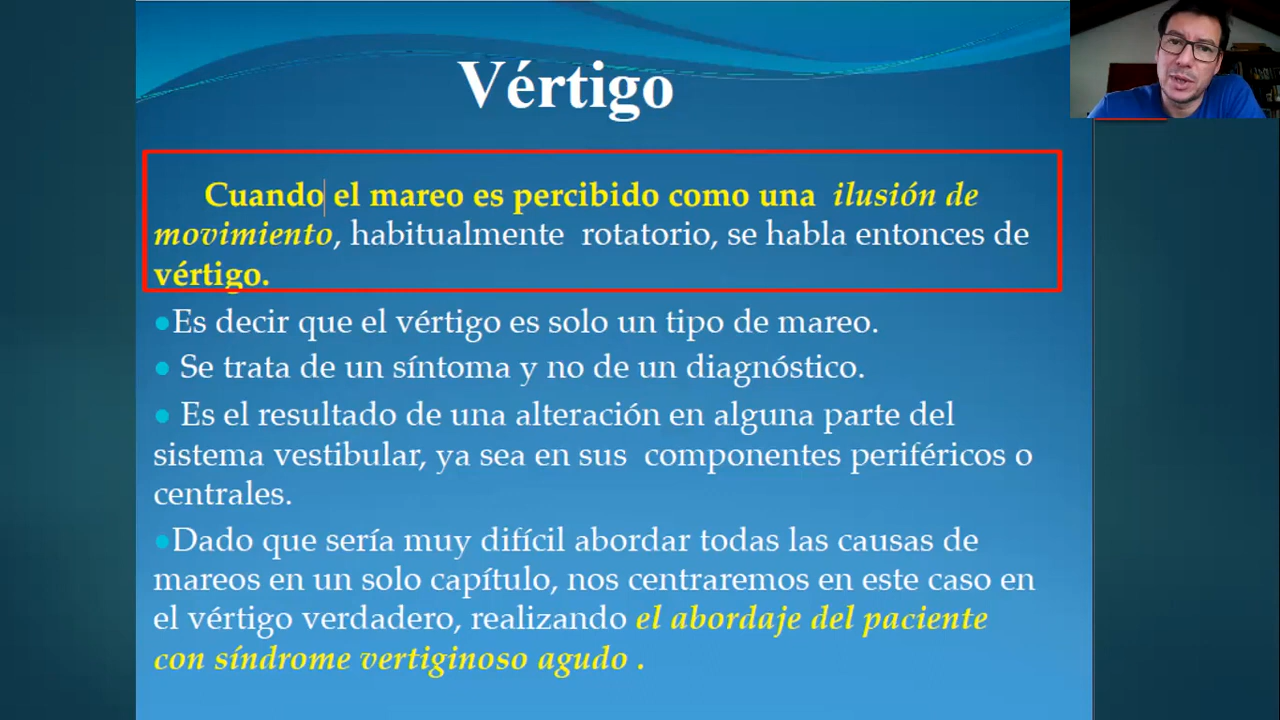 Vértigo
Cuando el mareo es percibido como una ilusión de
movimiento, habitualmente rotatorio, se habla entonces de
vértigo.
●Es decir que el vértigo es solo un tipo de mareo.
● Se trata de un síntoma y no de un diagnóstico.
● Es el resultado de una alteración en alguna parte del
sistema vestibular, ya sea en sus componentes periféricos o
centrales.
●Dado que sería muy difícil abordar todas las causas de
mareos en un solo capítulo, nos centraremos en este caso en
el vértigo verdadero, realizando el abordaje del paciente
con síndrome vertiginoso agudo .